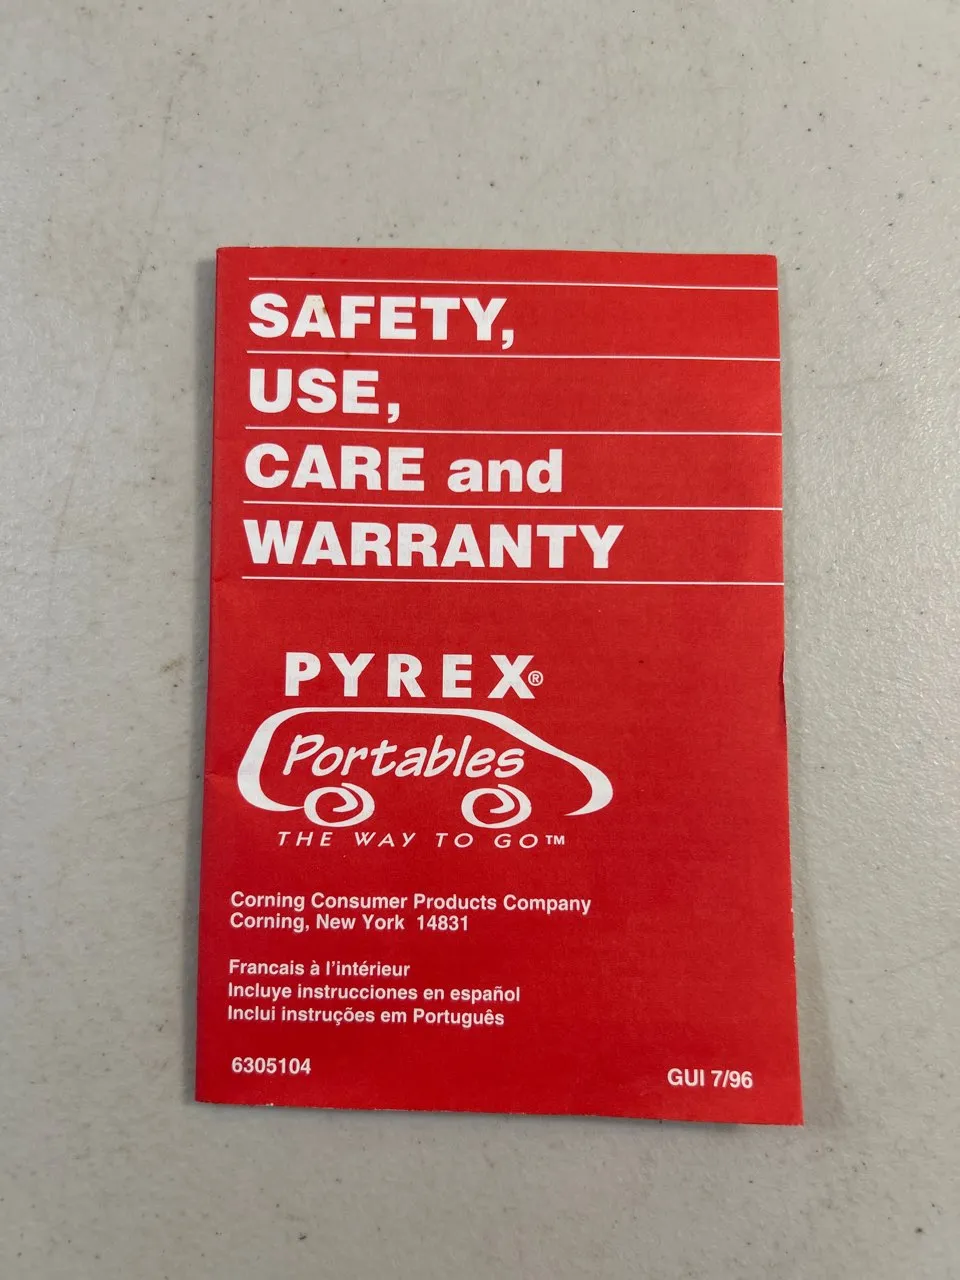 SAFETY,
USE,
CARE and
WARRANTY
PYREX®
Portables
THE WAY TO GO™
Corning Consumer Products Company
Corning, New York 14831
Francais à l'intérieur
Incluye instrucciones en español
Inclui instruções em Português
6305104
GUI 7/96